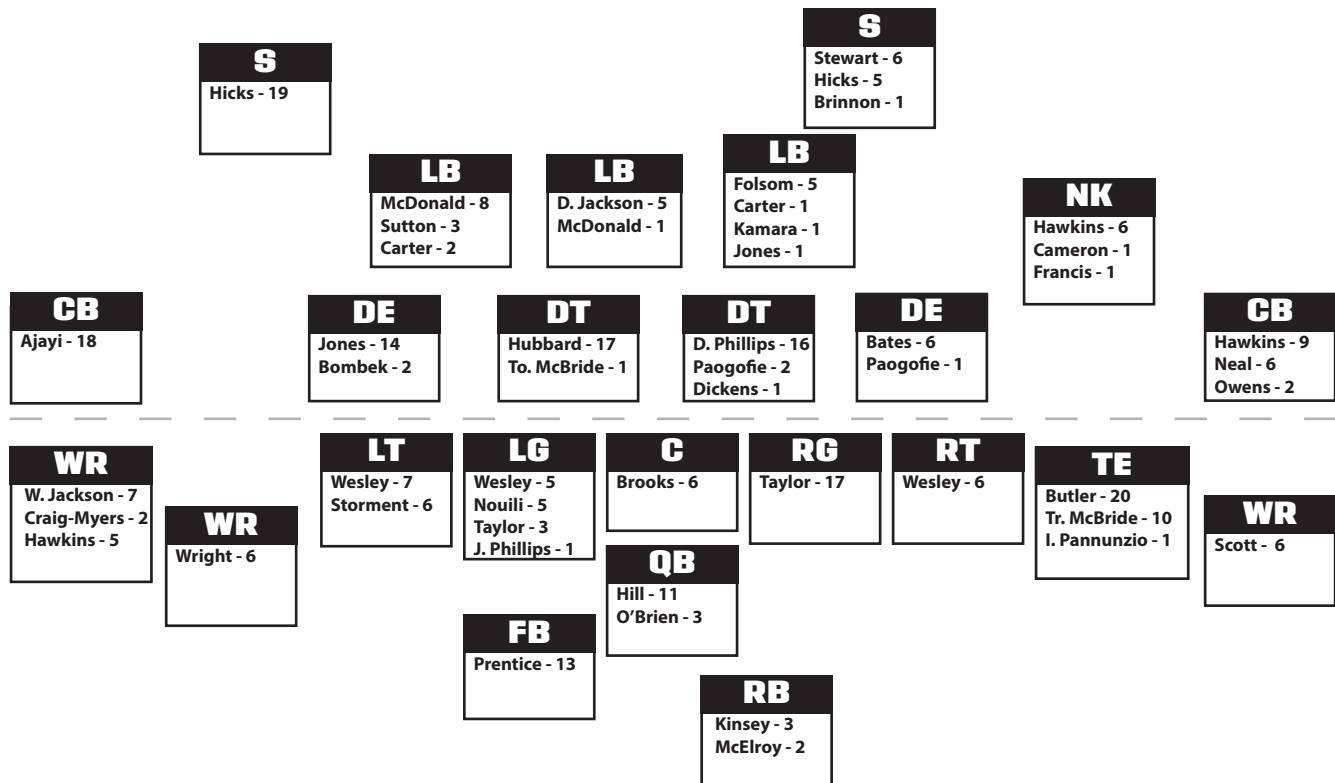 S
Hicks - 19
S
Stewart - 6
Hicks - 5
Brinnon - 1
LB
McDonald - 8
Sutton - 3
Carter - 2
LB
D. Jackson - 5
McDonald - 1
LB
Folsom - 5
Carter - 1
Kamara - 1
Jones - 1
NK
Hawkins - 6
Cameron - 1
Francis - 1
CB
Ajayi - 18
DE
Jones - 14
Bombek - 2
DT
Hubbard - 17
To. McBride - 1
DT
D. Phillips - 16
Paogofie - 2
Dickens - 1
DE
Bates - 6
Paogofie - 1
CB
Hawkins - 9
Neal - 6
Owens - 2
WR
W. Jackson - 7
Craig-Myers - 2
Hawkins - 5
WR
Wright - 6
LT
Wesley - 7
Storment - 6
LG
Wesley - 5
Nouili - 5
Taylor - 3
J. Phillips - 1
C
Brooks - 6
RG
Taylor - 17
RT
Wesley - 6
TE
Butler - 20
Tr. McBride - 10
I. Pannunzio - 1
WR
Scott - 6
QB
Hill - 11
O’Brien - 3
FB
Prentice - 13
RB
Kinsey - 3
McElroy - 2